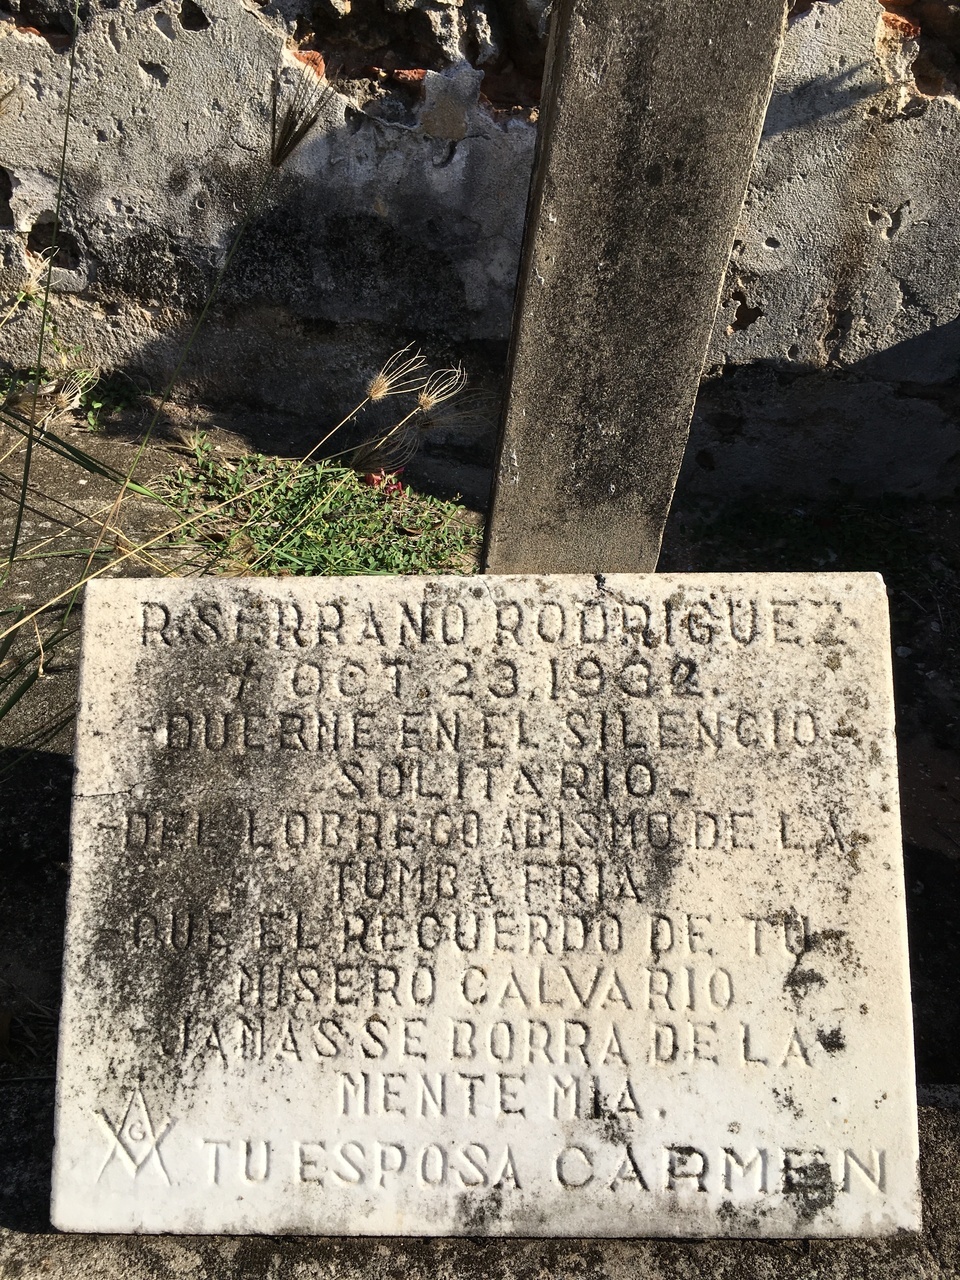 R. SERRANO RODRIGUEZ
† OCT. 23, 1932.
-DUERME EN EL SILENCIO
SOLITARIO.
-DEL LOBREGO ABISMO DE LA
TUMBA FRIA
-QUE EL RECUERDO DE TU
MISERO CALVARIO
JAMAS SE BORRA DE LA
MENTE MIA.
G
TU ESPOSA CARMEN